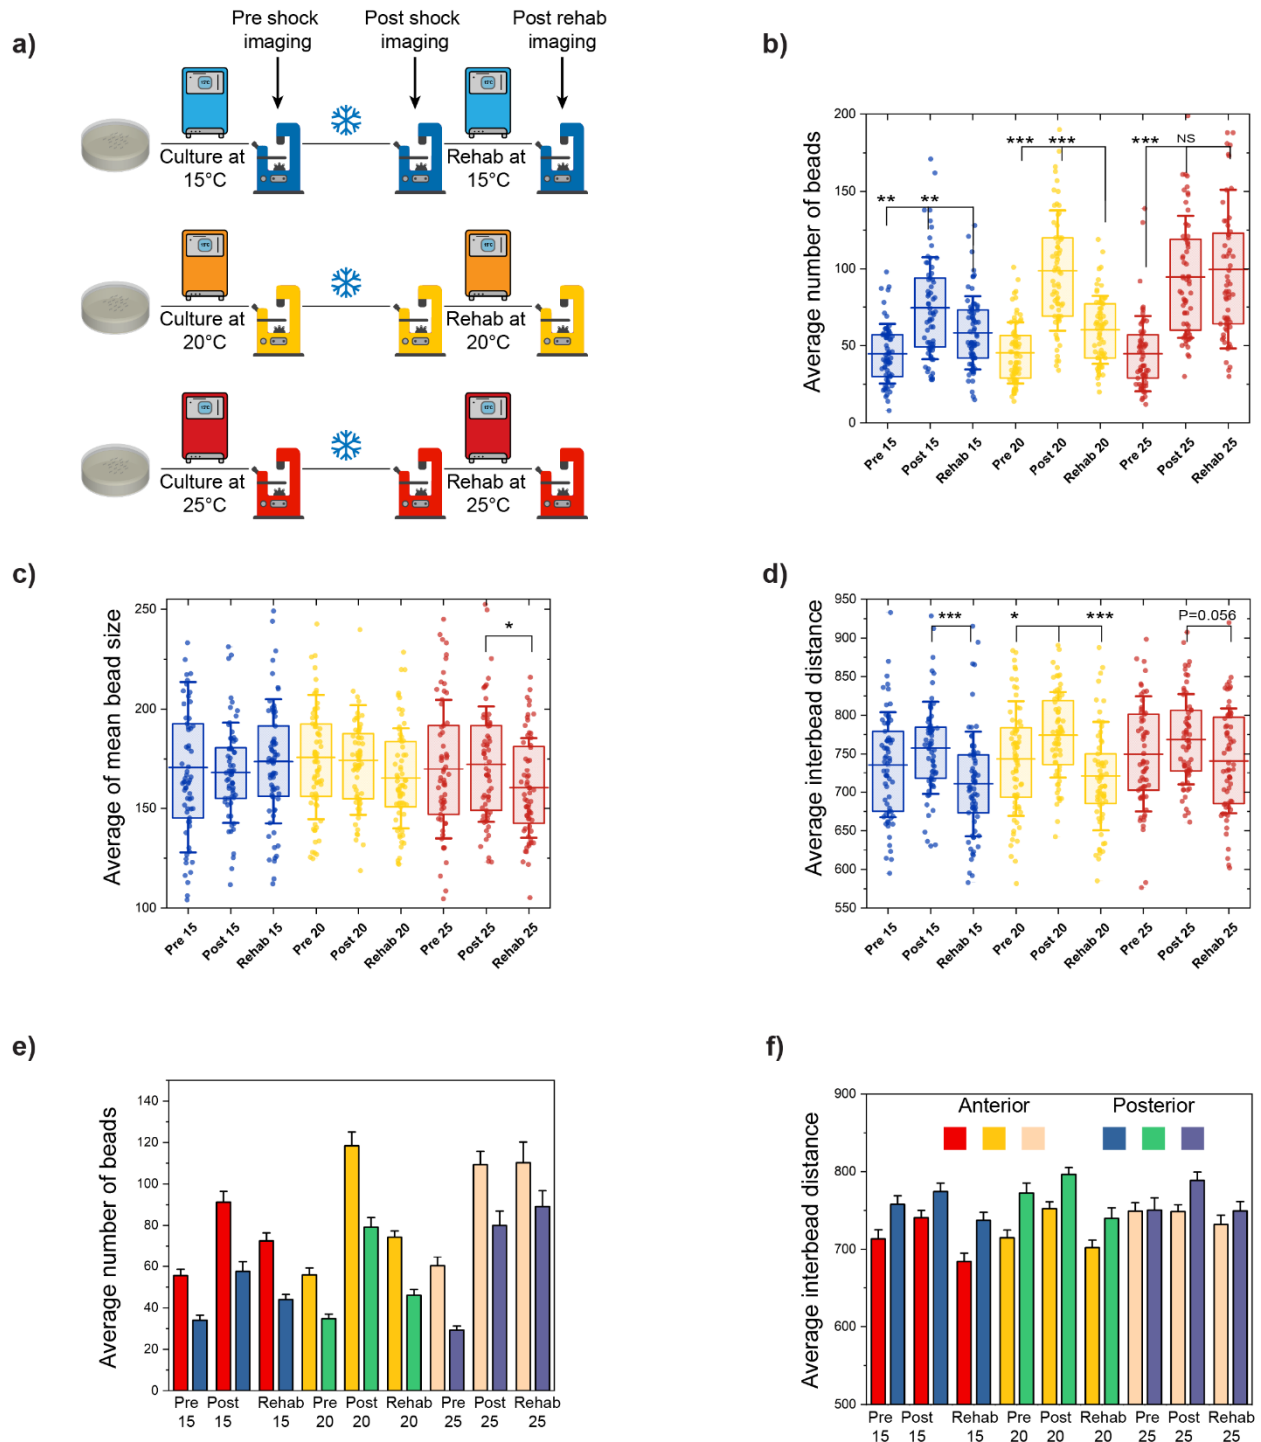 a)
Pre shock
imaging
Post shock
imaging
Post rehab
imaging
Culture at
15°C
Rehab at
15°C
Culture at
20°C
Rehab at
20°C
Culture at
25°C
Rehab at
25°C
b)
Average number of beads
200
150
100
50
0
** ** *** *** *** NS
Pre 15 Post 15 Rehab 15 Pre 20 Post 20 Rehab 20 Pre 25 Post 25 Rehab 25
c)
Average of mean bead size
250
200
150
100
*
Pre 15 Post 15 Rehab 15 Pre 20 Post 20 Rehab 20 Pre 25 Post 25 Rehab 25
d)
Average interbead distance
950
900
850
800
750
700
650
600
550
*** * *** P=0.056
Pre 15 Post 15 Rehab 15 Pre 20 Post 20 Rehab 20 Pre 25 Post 25 Rehab 25
e)
Average number of beads
140
120
100
80
60
40
20
0
Pre Post Rehab Pre Post Rehab Pre Post Rehab
15 15 15 20 20 20 25 25 25
f)
Average interbead distance
900
800
700
600
500
Anterior Posterior
Pre Post Rehab Pre Post Rehab Pre Post Rehab
15 15 15 20 20 20 25 25 25